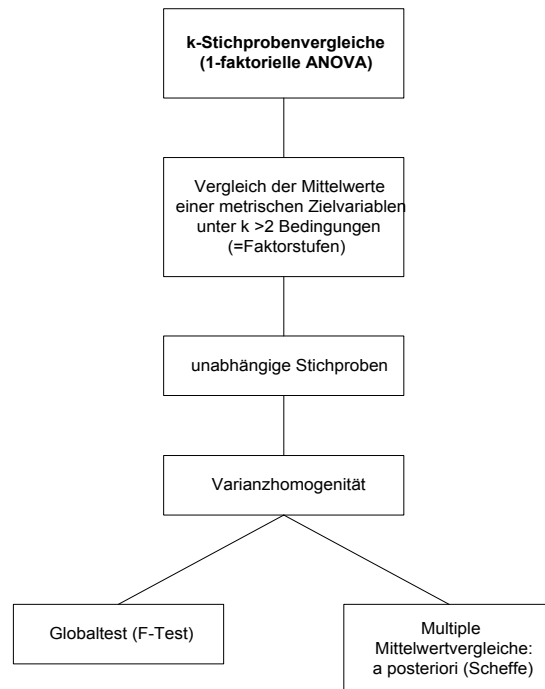 k-Stichprobenvergleiche
(1-faktorielle ANOVA)
Vergleich der Mittelwerte
einer metrischen Zielvariablen
unter k >2 Bedingungen
(=Faktorstufen)
unabhängige Stichproben
Varianzhomogenität
Globaltest (F-Test)
Multiple
Mittelwertvergleiche:
a posteriori (Scheffe)